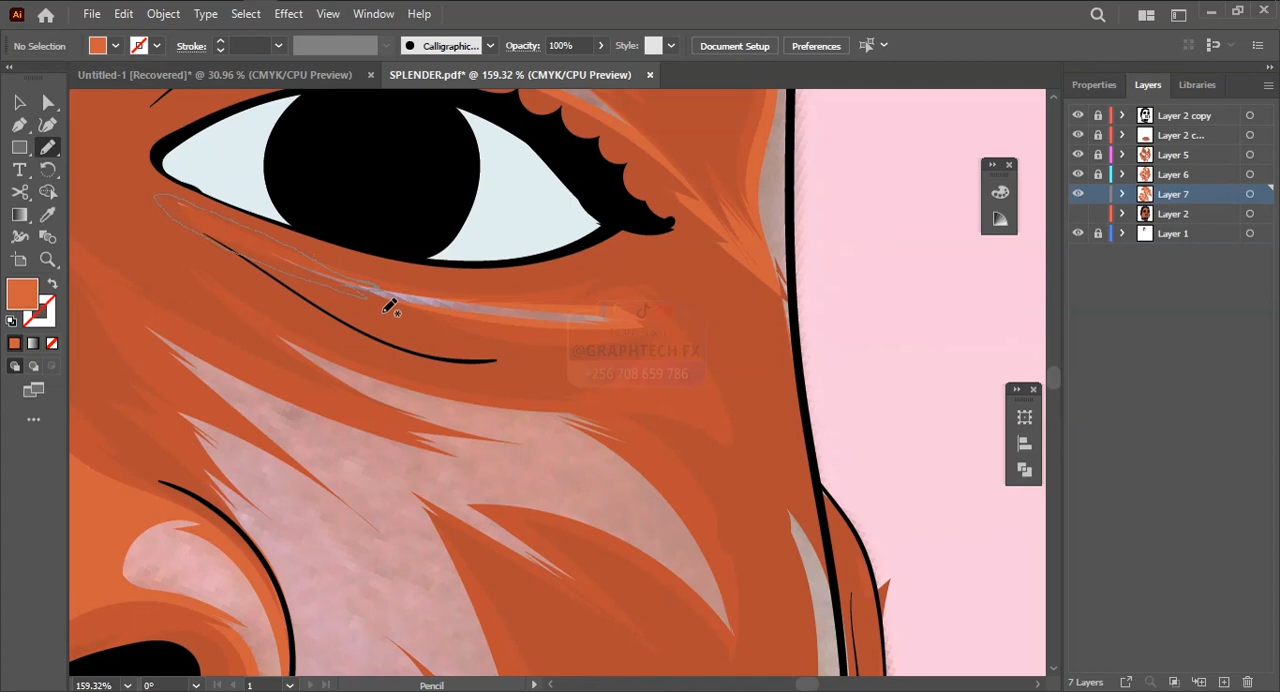 Ai File Edit Object Type Select Effect View Window Help
No Selection Stroke: Calligraphic... Opacity: 100% Style: Document Setup Preferences
Untitled-1 [Recovered]* @ 30.96 % (CMYK/CPU Preview) × SPLENDER.pdf* @ 159.32 % (CMYK/CPU Preview) ×
Properties Layers Libraries
Layer 2 copy
Layer 2 c...
Layer 5
Layer 6
Layer 7
Layer 2
Layer 1
@GRAPHTECH FX
+256 708 659 786
159.32% 0° 1 Pencil
7 Layers